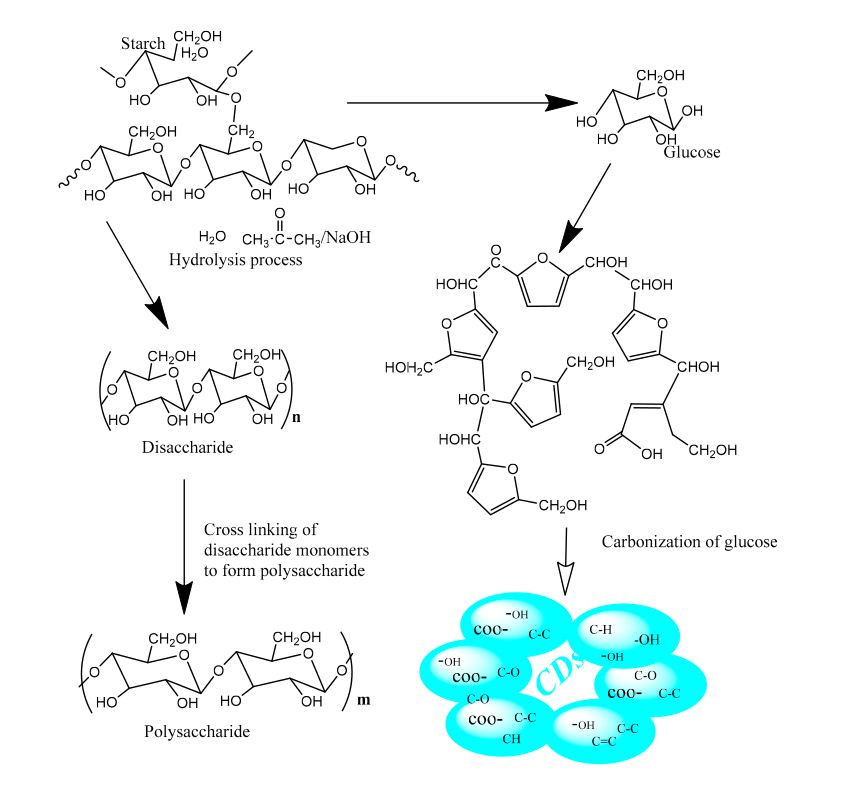 Starch
CH₂OH
H₂O
O
O
HO
OH
O
CH₂OH
CH₂
O
O
O
O
O
O
O
HO
OH
HO
OH
HO
OH
H₂O
O
CH₃-C-CH₃/NaOH
Hydrolysis process
CH₂OH
O
HO
OH
HO
OH
Glucose
O
HOHC
O
CHOH
CHOH
O
O
HOH₂C
CHOH
O
CH₂OH
HOC
O
OH
CH₂OH
HOHC
O
CH₂OH
CH₂OH
CH₂OH
O
O
O
O
O
HO
OH
HO
OH
n
Disaccharide
Cross linking of
disaccharide monomers
to form polysaccharide
Carbonization of glucose
CH₂OH
CH₂OH
O
O
O
O
O
HO
OH
HO
OH
m
Polysaccharide
-OH
coo-
C-C
C-H
-OH
-OH
-OH
coo-
C-O
CDs
C-O
coo-
C-C
C-O
coo-
C-C
CH
-OH
C-C
C=C